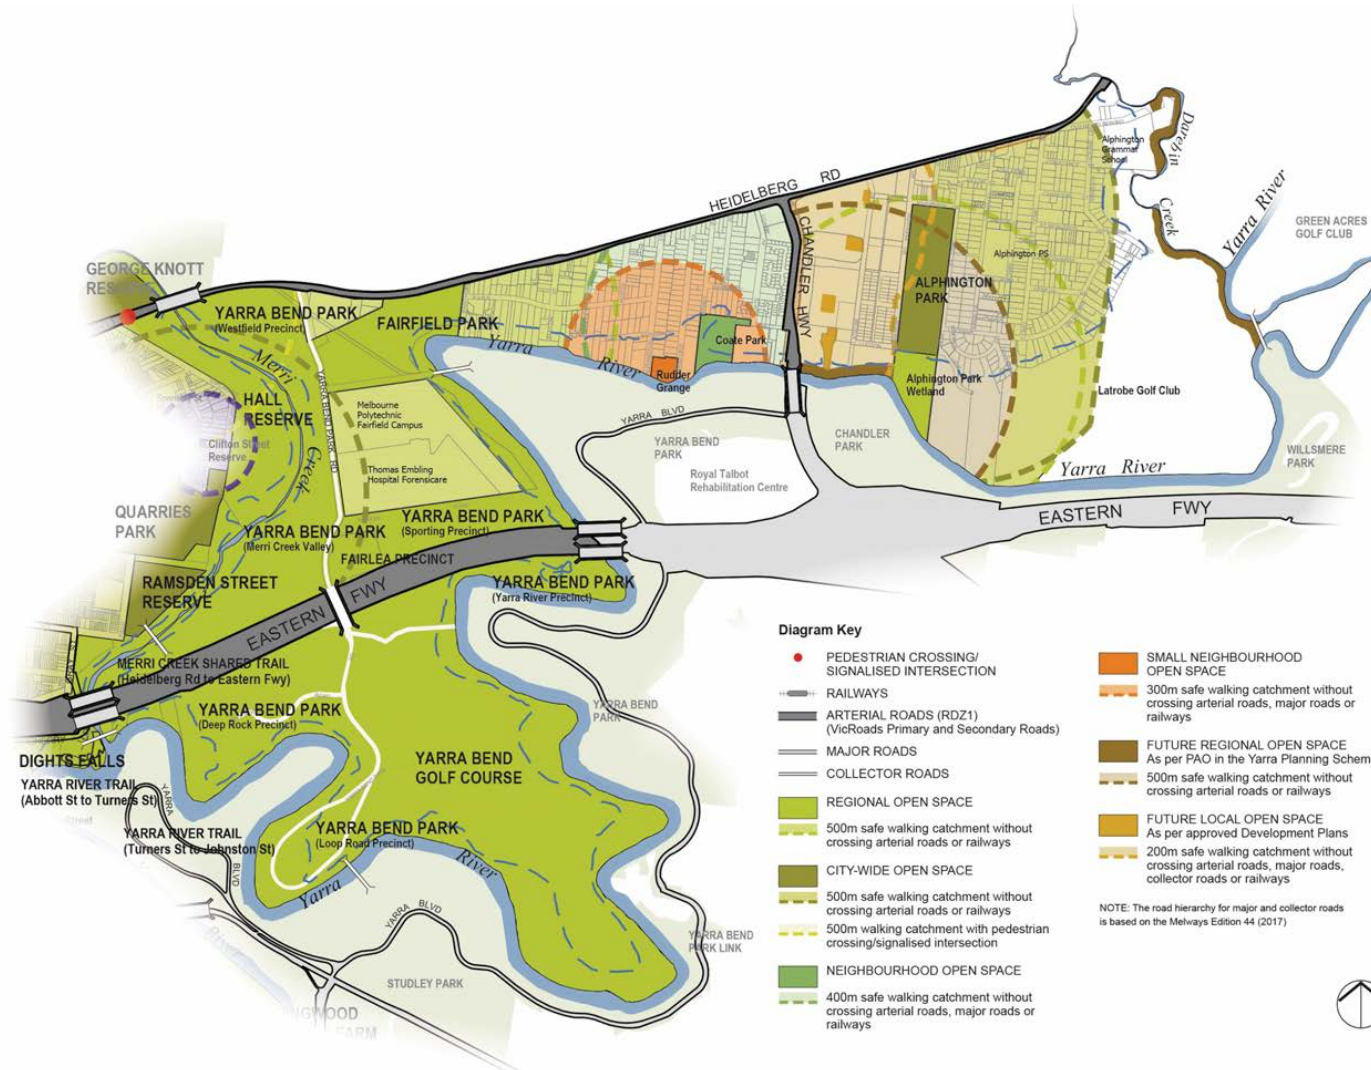 HEIDELBERG RD
Darebin
Creek
Alphington
Grammar
School
Yarra River
GREEN ACRES
GOLF CLUB
GEORGE KNOTT
YARRA BEND PARK
(Westfield Precinct)
FAIRFIELD PARK
CHANDLER HWY
Alphington PS
ALPHINGTON
PARK
Merri
Creek
Yarra
River
Coate Park
Rudder
Grange
Alphington Park
Wetland
Latrobe Golf Club
HALL
RESERVE
YARRA BEND PARK RD
Melbourne
Polytechnic
Fairfield Campus
Clifton Street
Reserve
Thomas Embling
Hospital Forensicare
YARRA BLVD
YARRA BEND
PARK
CHANDLER
PARK
Royal Talbot
Rehabilitation Centre
Yarra River
WILLSMERE
PARK
QUARRIES
PARK
YARRA BEND PARK
(Merri Creek Valley)
YARRA BEND PARK
(Sporting Precinct)
EASTERN FWY
FAIRLEA PRECINCT
RAMSDEN STREET
RESERVE
YARRA BEND PARK
(Yarra River Precinct)
EASTERN FWY
MERRI CREEK SHARED TRAIL
(Heidelberg Rd to Eastern Fwy)
YARRA BEND PARK
(Deep Rock Precinct)
YARRA BEND
PARK
DIGHTS FALLS
YARRA RIVER TRAIL
(Abbott St to Turners St)
YARRA BEND
GOLF COURSE
YARRA RIVER TRAIL
(Turners St to Johnston St)
YARRA
BLVD
YARRA BEND PARK
(Loop Road Precinct)
Yarra
River
YARRA BLVD
YARRA BEND
PARK LINK
STUDLEY PARK
Diagram Key
PEDESTRIAN CROSSING/
SIGNALISED INTERSECTION
RAILWAYS
ARTERIAL ROADS (RDZ1)
(VicRoads Primary and Secondary Roads)
MAJOR ROADS
COLLECTOR ROADS
REGIONAL OPEN SPACE
500m safe walking catchment without
crossing arterial roads or railways
CITY-WIDE OPEN SPACE
500m safe walking catchment without
crossing arterial roads or railways
500m walking catchment with pedestrian
crossing/signalised intersection
NEIGHBOURHOOD OPEN SPACE
400m safe walking catchment without
crossing arterial roads, major roads or
railways
SMALL NEIGHBOURHOOD
OPEN SPACE
300m safe walking catchment without
crossing arterial roads, major roads or
railways
FUTURE REGIONAL OPEN SPACE
As per PAO in the Yarra Planning Schem
500m safe walking catchment without
crossing arterial roads or railways
FUTURE LOCAL OPEN SPACE
As per approved Development Plans
200m safe walking catchment without
crossing arterial roads, major roads,
collector roads or railways
NOTE: The road hierarchy for major and collector roads
is based on the Melways Edition 44 (2017)